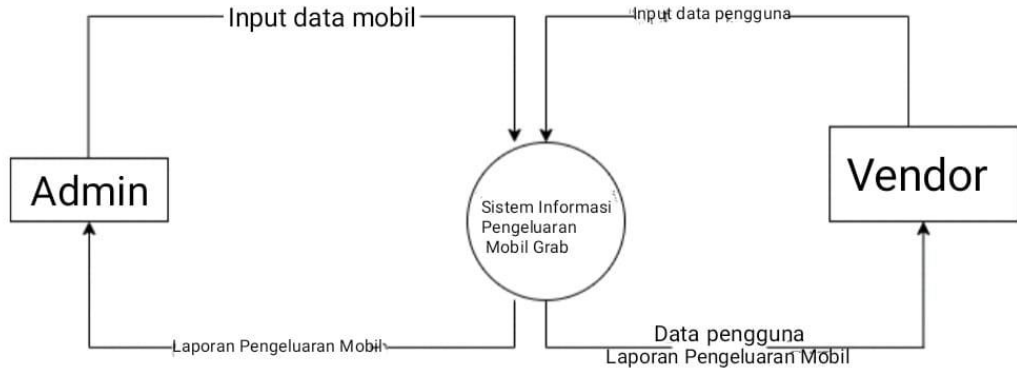 Input data mobil
Input data pengguna
Admin
Vendor
Sistem Informasi
Pengeluaran
Mobil Grab
Laporan Pengeluaran Mobil
Data pengguna
Laporan Pengeluaran Mobil